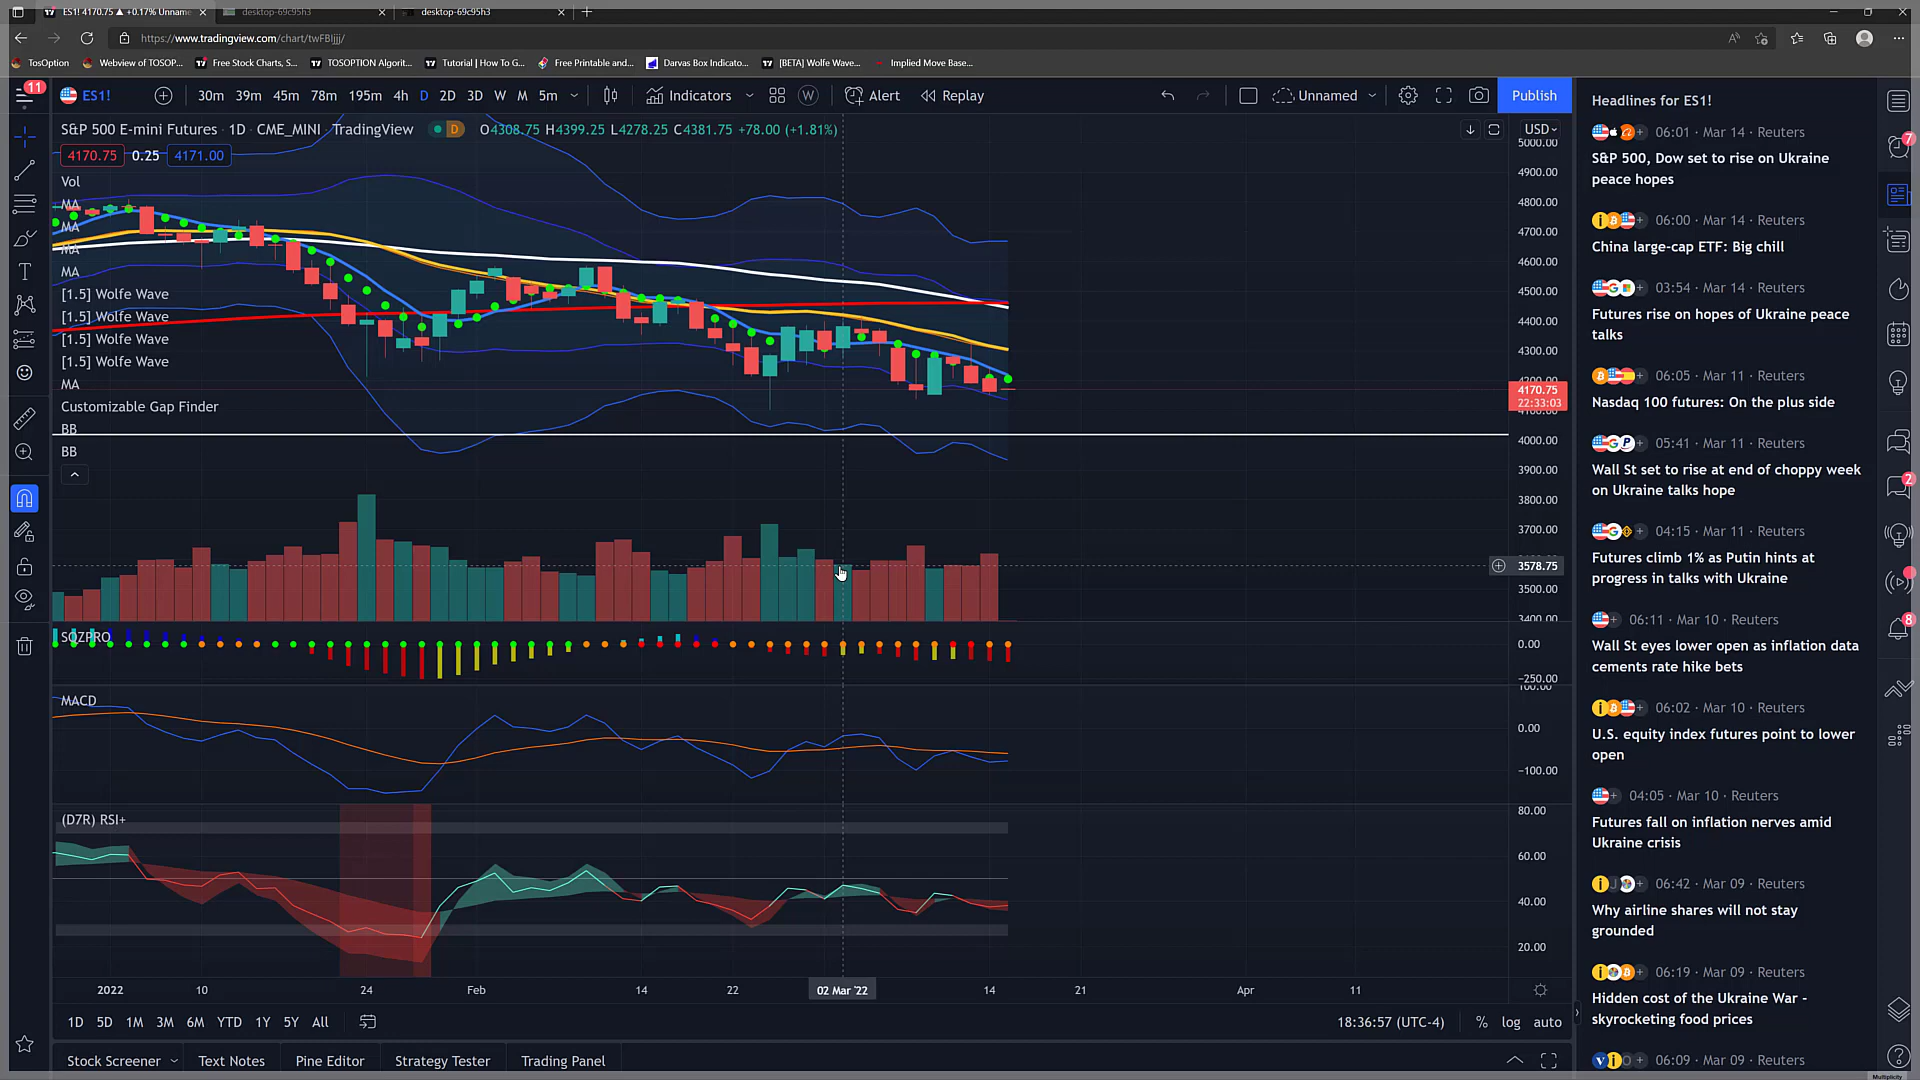 ES1! 4170.75 ▲ +0.17% Unname
desktop-69c95h3
desktop-69c95h3
https://www.tradingview.com/chart/twFBIjjj/
TosOption
Webview of TOSOP...
Free Stock Charts, S...
TOSOPTION Algorit...
Tutorial | How To G...
Free Printable and...
Darvas Box Indicato...
[BETA] Wolfe Wave...
Implied Move Base...
11
ES1!
30m 39m 45m 78m 195m 4h D 2D 3D W M 5m
Indicators
W
Alert
Replay
Unnamed
Publish
S&P 500 E-mini Futures · 1D · CME_MINI · TradingView
D
O4308.75 H4399.25 L4278.25 C4381.75 +78.00 (+1.81%)
USD
4170.75 0.25 4171.00
Vol
MA
MA
MA
MA
[1.5] Wolfe Wave
[1.5] Wolfe Wave
[1.5] Wolfe Wave
[1.5] Wolfe Wave
MA
Customizable Gap Finder
BB
BB
5000.00
4900.00
4800.00
4700.00
4600.00
4500.00
4400.00
4300.00
4170.75
22:33:03
4100.00
4000.00
3900.00
3800.00
3700.00
3578.75
3500.00
3400.00
SQZPRO
0.00
−250.00
MACD
100.00
0.00
−100.00
(D7R) RSI+
80.00
60.00
40.00
20.00
2022 10 24 Feb 14 22 02 Mar '22 14 21 Apr 11
1D 5D 1M 3M 6M YTD 1Y 5Y All
18:36:57 (UTC-4)
% log auto
Stock Screener
Text Notes
Pine Editor
Strategy Tester
Trading Panel
Headlines for ES1!
06:01 · Mar 14 · Reuters
S&P 500, Dow set to rise on Ukraine
peace hopes
06:00 · Mar 14 · Reuters
China large-cap ETF: Big chill
03:54 · Mar 14 · Reuters
Futures rise on hopes of Ukraine peace
talks
06:05 · Mar 11 · Reuters
Nasdaq 100 futures: On the plus side
05:41 · Mar 11 · Reuters
Wall St set to rise at end of choppy week
on Ukraine talks hope
04:15 · Mar 11 · Reuters
Futures climb 1% as Putin hints at
progress in talks with Ukraine
06:11 · Mar 10 · Reuters
Wall St eyes lower open as inflation data
cements rate hike bets
06:02 · Mar 10 · Reuters
U.S. equity index futures point to lower
open
04:05 · Mar 10 · Reuters
Futures fall on inflation nerves amid
Ukraine crisis
06:42 · Mar 09 · Reuters
Why airline shares will not stay
grounded
06:19 · Mar 09 · Reuters
Hidden cost of the Ukraine War -
skyrocketing food prices
06:09 · Mar 09 · Reuters
7
2
8
Multiplicity